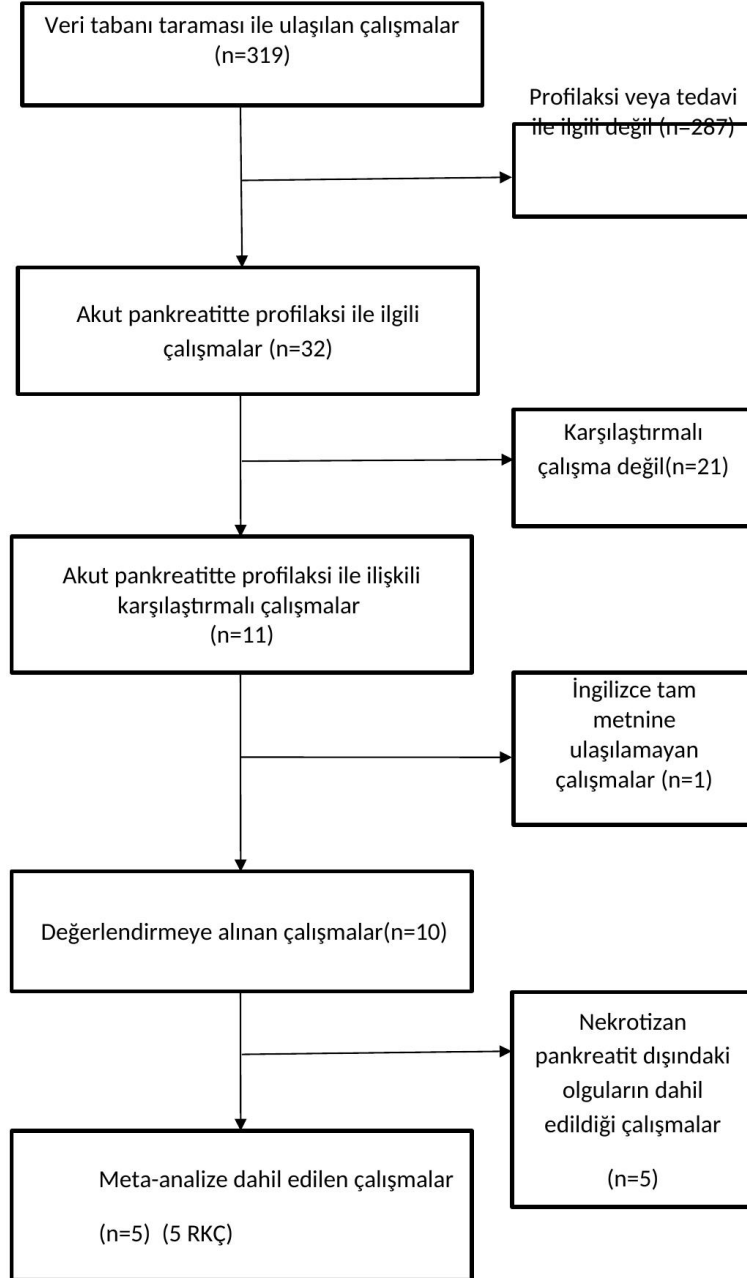 Veri tabanı taraması ile ulaşılan çalışmalar
(n=319)
Profilaksi veya tedavi
ile ilgili değil (n=287)
Akut pankreatitte profilaksi ile ilgili
çalışmalar (n=32)
Karşılaştırmalı
çalışma değil(n=21)
Akut pankreatitte profilaksi ile ilişkili
karşılaştırmalı çalışmalar
(n=11)
İngilizce tam
metnine
ulaşılamayan
çalışmalar (n=1)
Değerlendirmeye alınan çalışmalar(n=10)
Nekrotizan
pankreatit dışındaki
olguların dahil
edildiği çalışmalar
(n=5)
Meta-analize dahil edilen çalışmalar
(n=5) (5 RKÇ)